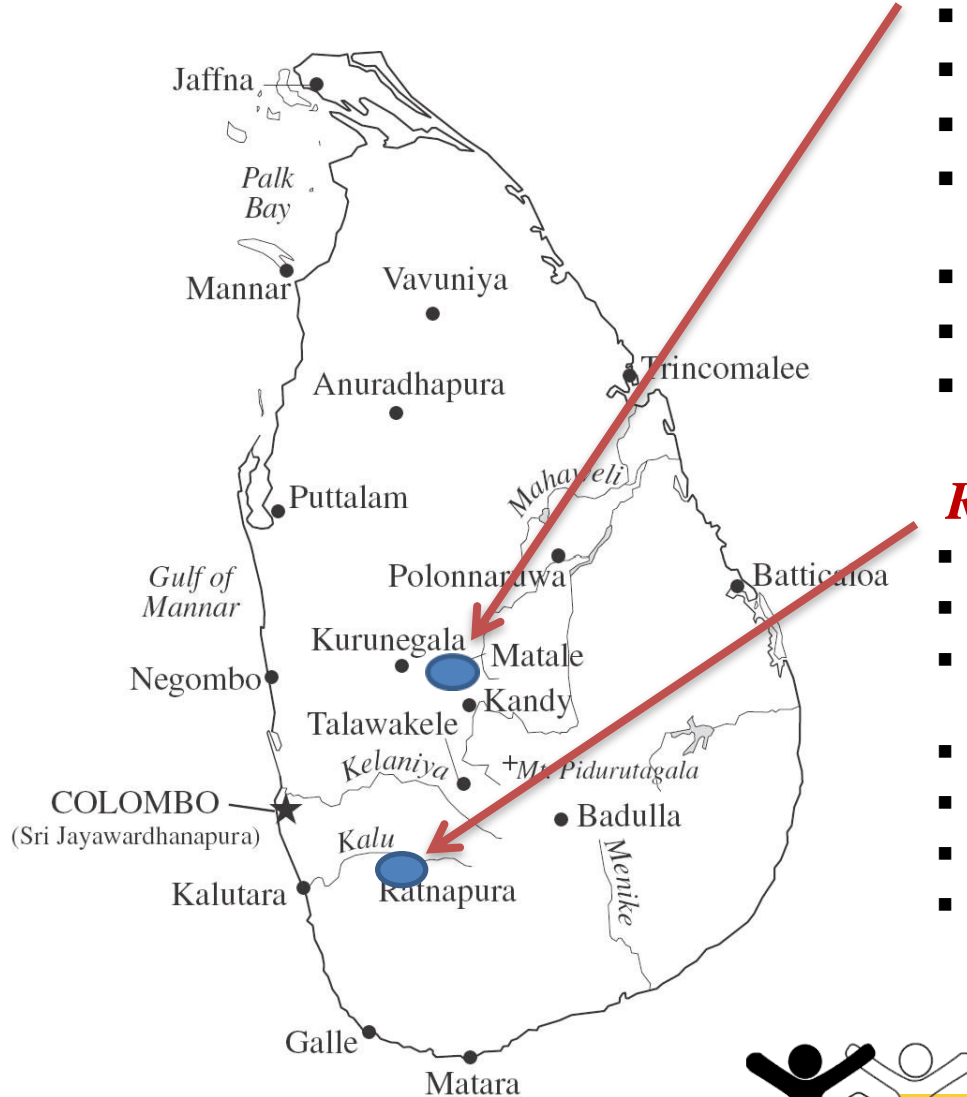 Jaffna
Palk
Bay
Mannar
Vavuniya
Trincomalee
Anuradhapura
Mahaweli
Puttalam
Polonnaruwa
Batticaloa
Gulf of
Mannar
Kurunegala
Matale
Negombo
Kandy
Talawakele
Kelaniya
+Mt. Pidurutagala
COLOMBO
(Sri Jayawardhanapura)
Badulla
Kalu
Menike
Kalutara
Ratnapura
Galle
Matara